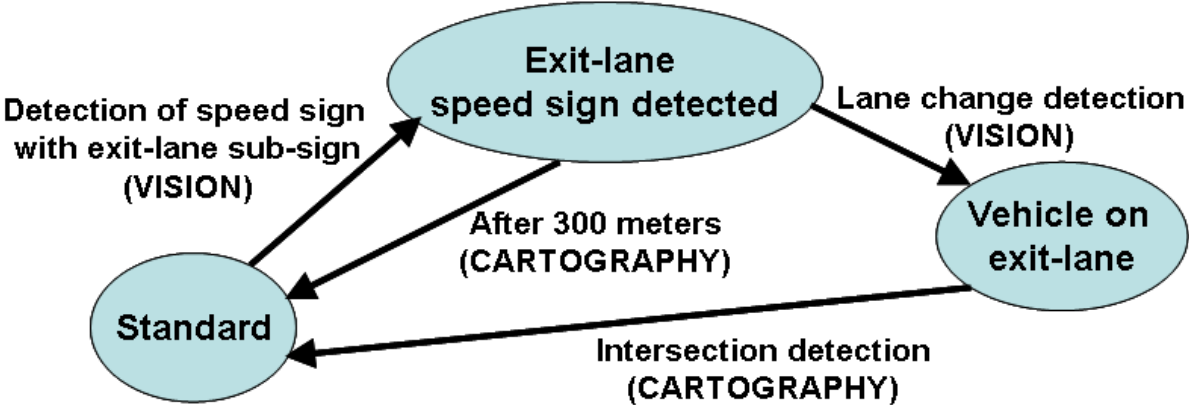 Exit-lane
speed sign detected
Detection of speed sign
with exit-lane sub-sign
(VISION)
Lane change detection
(VISION)
After 300 meters
(CARTOGRAPHY)
Vehicle on
exit-lane
Standard
Intersection detection
(CARTOGRAPHY)